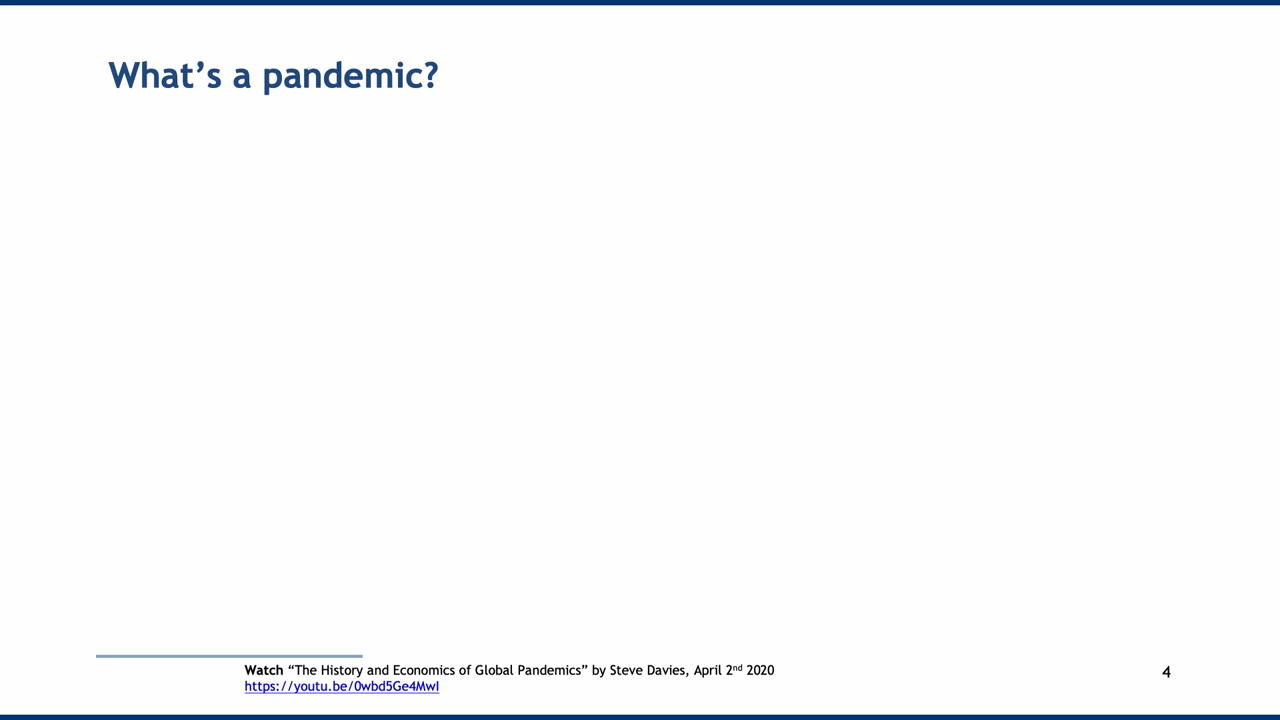 What’s a pandemic?
Watch “The History and Economics of Global Pandemics” by Steve Davies, April 2nd 2020
https://youtu.be/0wbd5Ge4MwI
4